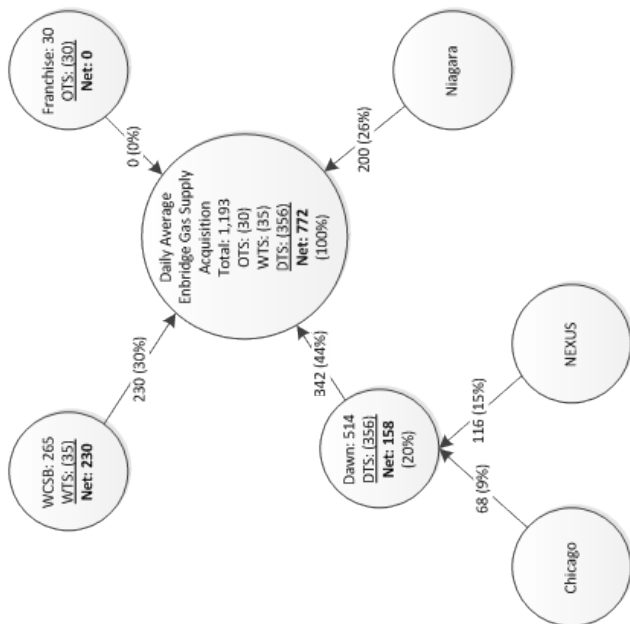 Franchise: 30
OTS: (30)
Net: 0
0 (0%)
Niagara
200 (26%)
Daily Average
Enbridge Gas Supply
Acquisition
Total: 1,193
OTS: (30)
WTS: (35)
DTS: (356)
Net: 772
(100%)
WCSB: 265
WTS: (35)
Net: 230
230 (30%)
342 (44%)
Dawn: 514
DTS: (356)
Net: 158
(20%)
NEXUS
116 (15%)
68 (9%)
Chicago